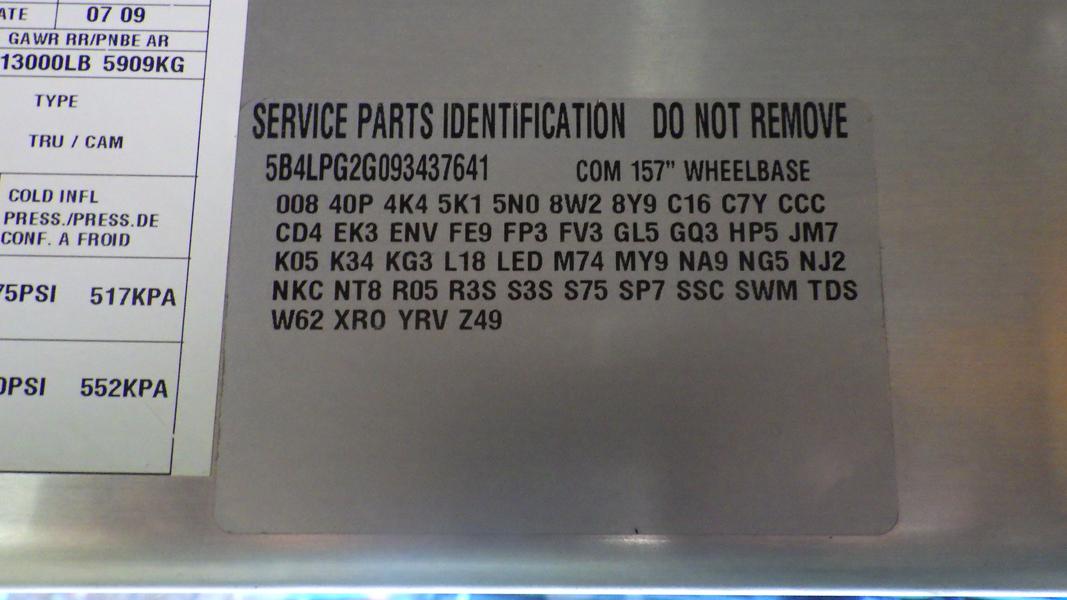 ATE 07 09
GAWR RR/PNBE AR
13000LB 5909KG
TYPE
TRU / CAM
COLD INFL
PRESS./PRESS.DE
CONF. A FROID
75PSI 517KPA
0PSI 552KPA
SERVICE PARTS IDENTIFICATION DO NOT REMOVE
5B4LPG2G093437641 COM 157" WHEELBASE
008 40P 4K4 5K1 5N0 8W2 8Y9 C16 C7Y CCC
CD4 EK3 ENV FE9 FP3 FV3 GL5 GQ3 HP5 JM7
K05 K34 KG3 L18 LED M74 MY9 NA9 NG5 NJ2
NKC NT8 R05 R3S S3S S75 SP7 SSC SWM TDS
W62 XR0 YRV Z49